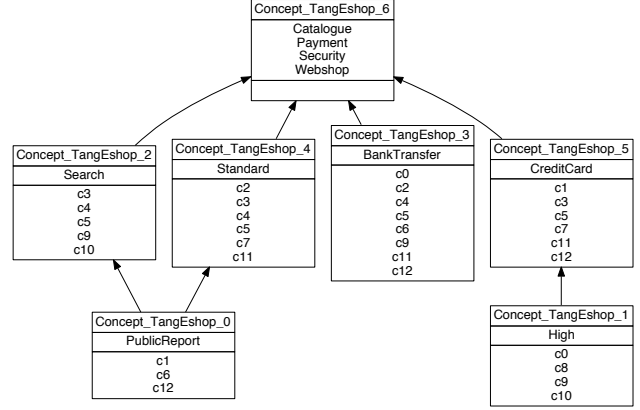 Concept_TangEshop_6
Catalogue
Payment
Security
Webshop
Concept_TangEshop_2
Search
c3
c4
c5
c9
c10
Concept_TangEshop_4
Standard
c2
c3
c4
c5
c7
c11
Concept_TangEshop_3
BankTransfer
c0
c2
c4
c5
c6
c9
c11
c12
Concept_TangEshop_5
CreditCard
c1
c3
c5
c7
c11
c12
Concept_TangEshop_0
PublicReport
c1
c6
c12
Concept_TangEshop_1
High
c0
c8
c9
c10